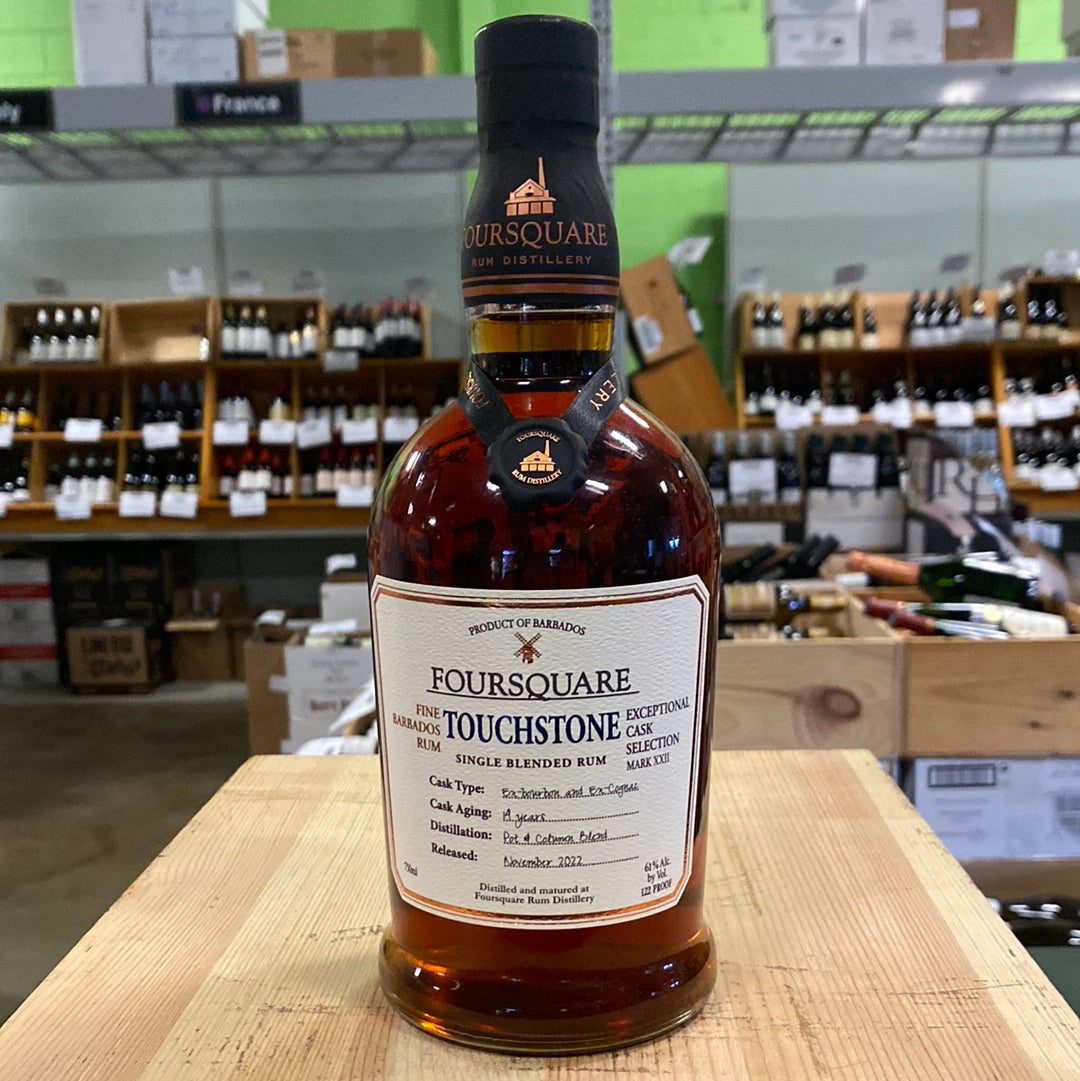 France
FOURSQUARE
RUM DISTILLERY
FOURSQUARE
RUM DISTILLERY
PRODUCT OF BARBADOS
FOURSQUARE
FINE
BARBADOS
RUM
TOUCHSTONE
EXCEPTIONAL
CASK
SELECTION
MARK XXII
SINGLE BLENDED RUM
Cask Type: Ex-bourbon and Ex-Cognac
Cask Aging: 14 years
Distillation: Pot & Column Blend
Released: November 2022
750ml
61% Alc.
by Vol.
122 PROOF
Distilled and matured at
Foursquare Rum Distillery